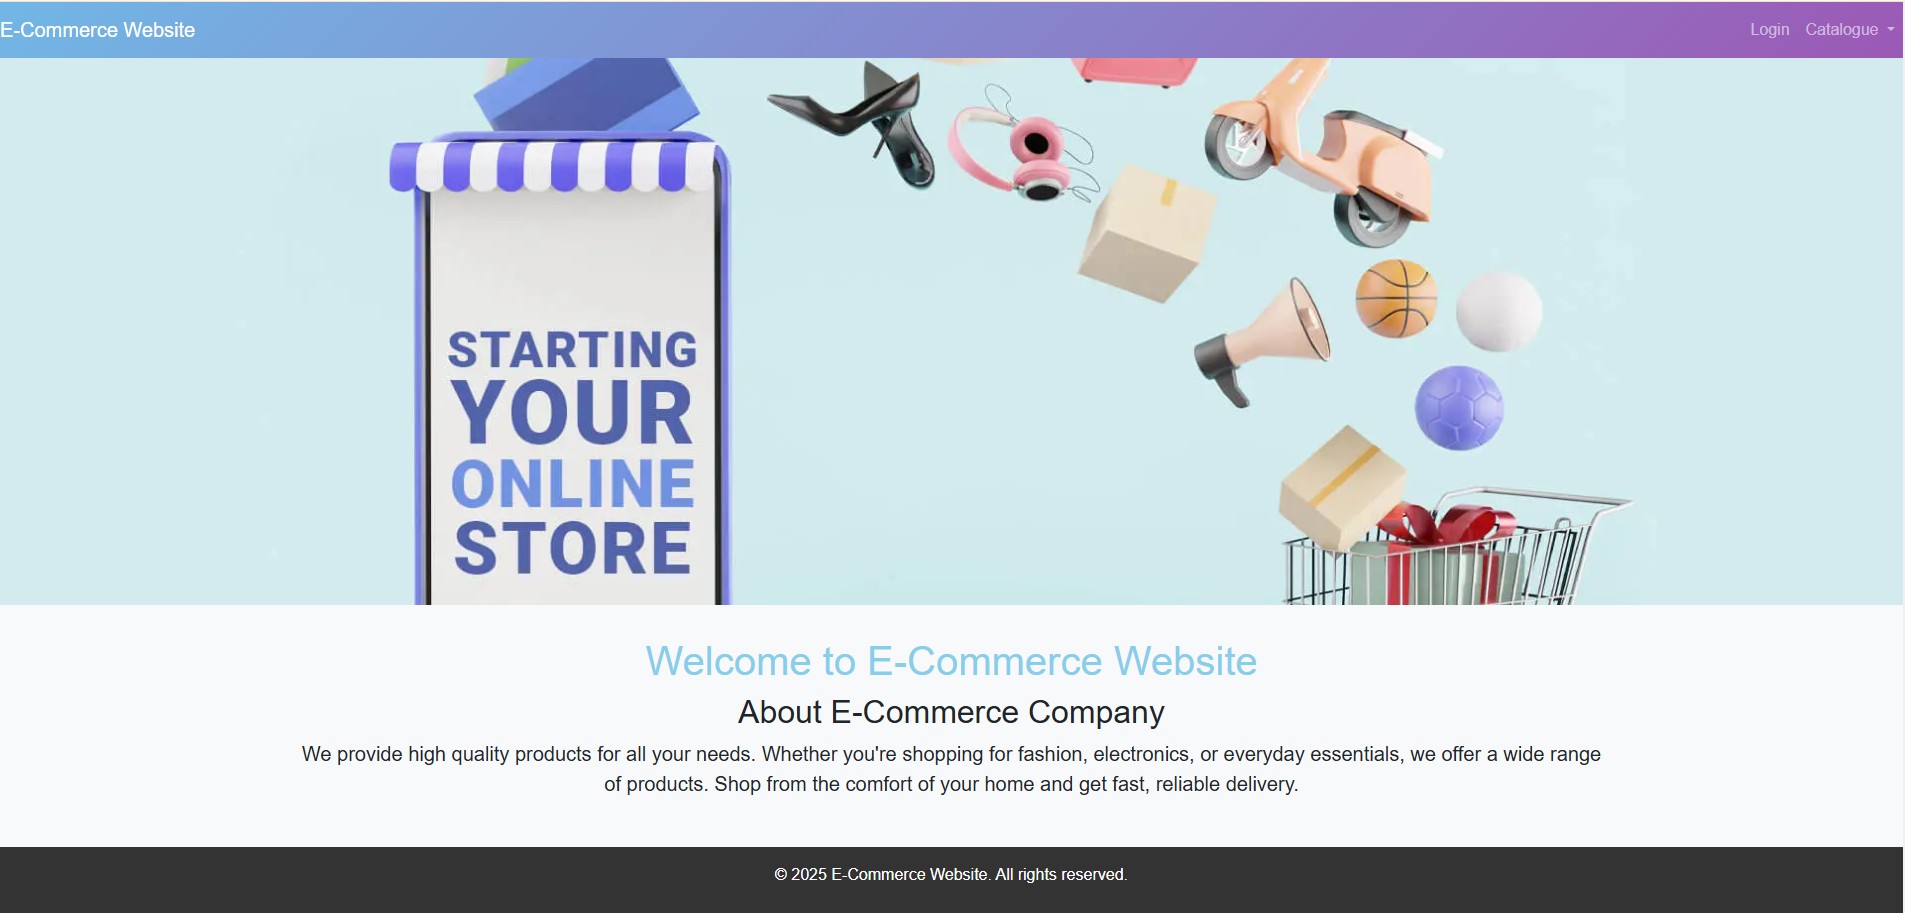 E-Commerce Website
Login Catalogue
STARTING
YOUR
ONLINE
STORE
Welcome to E-Commerce Website
About E-Commerce Company
We provide high quality products for all your needs. Whether you're shopping for fashion, electronics, or everyday essentials, we offer a wide range
of products. Shop from the comfort of your home and get fast, reliable delivery.
© 2025 E-Commerce Website. All rights reserved.